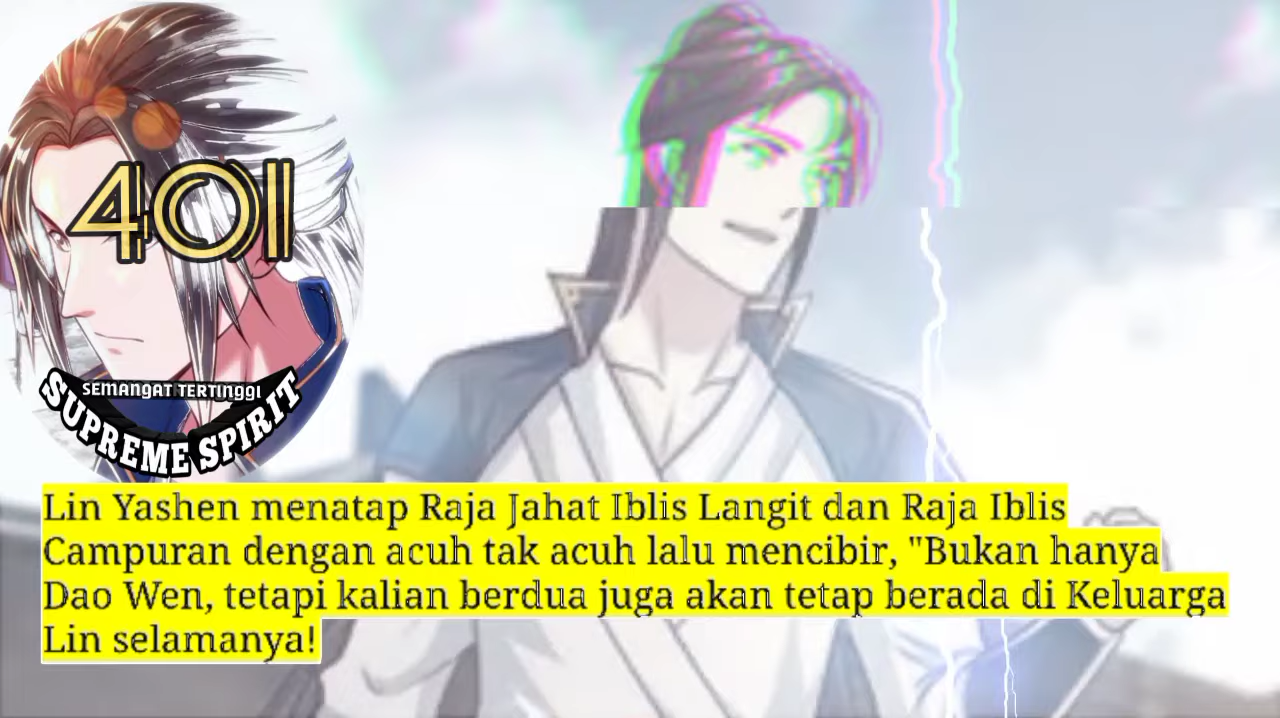 401
SEMANGAT TERTINGGI
SUPREME SPIRIT
Lin Yashen menatap Raja Jahat Iblis Langit dan Raja Iblis
Campuran dengan acuh tak acuh lalu mencibir, "Bukan hanya
Dao Wen, tetapi kalian berdua juga akan tetap berada di Keluarga
Lin selamanya!